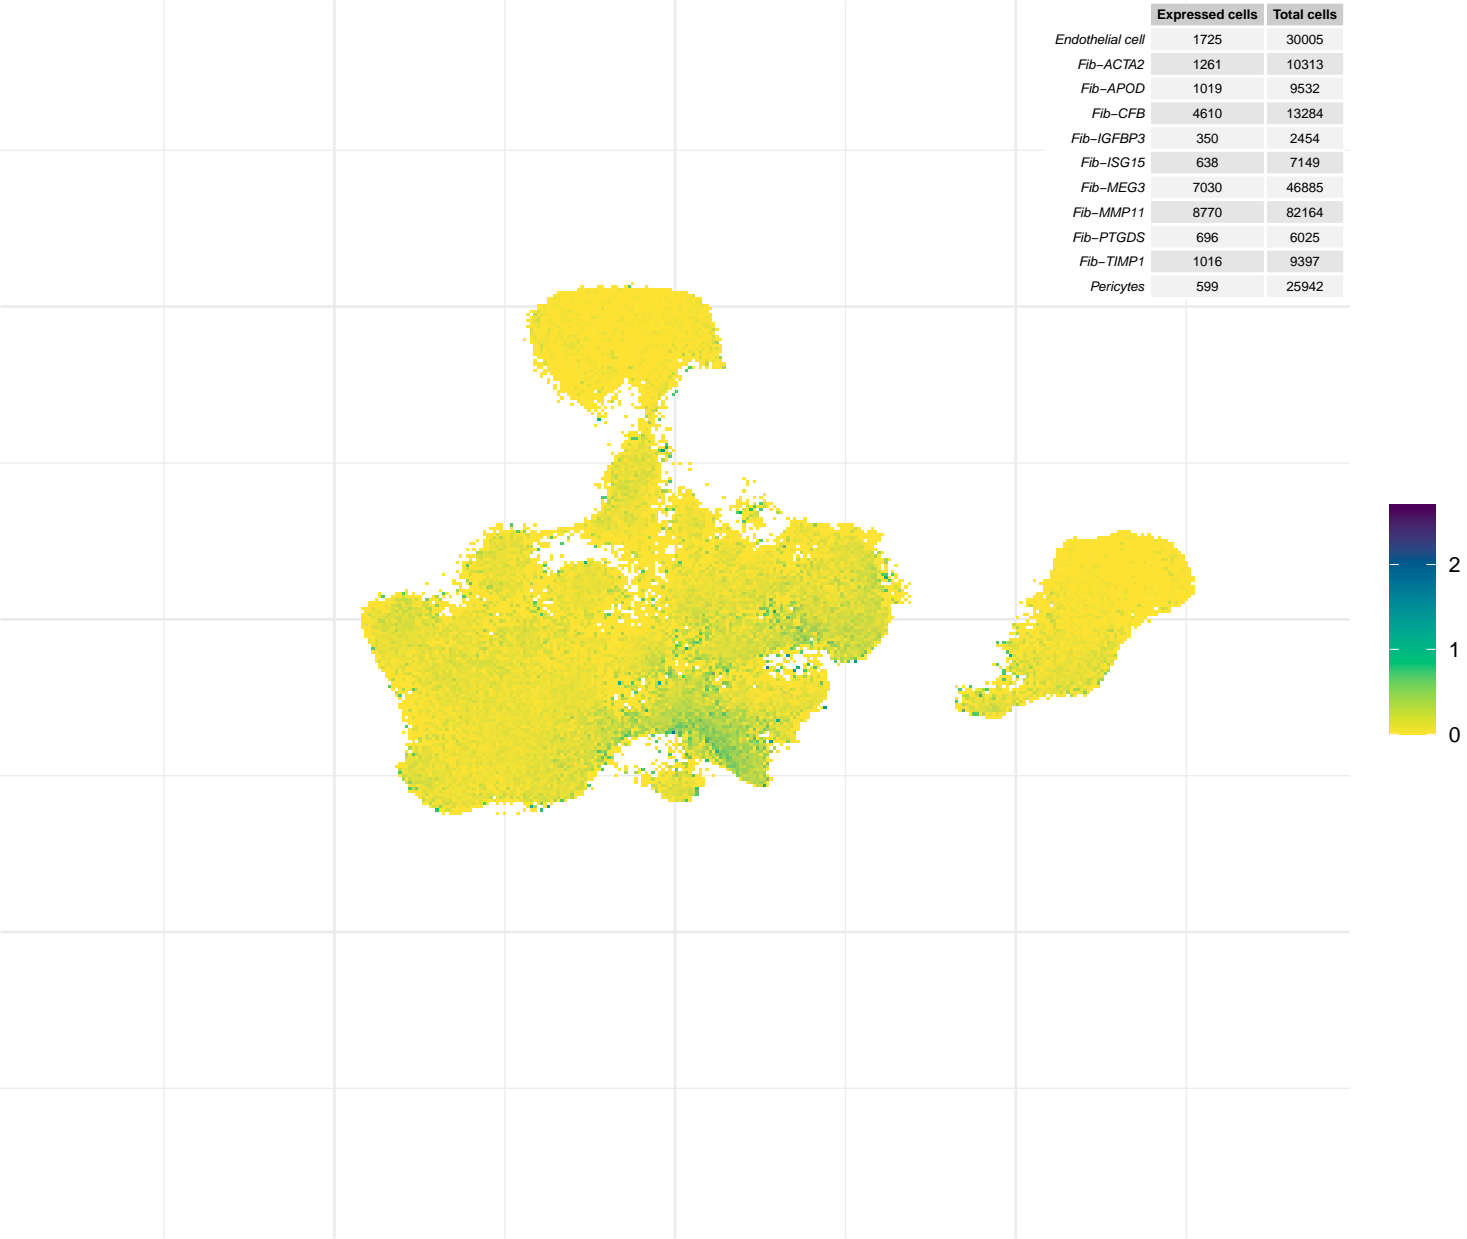 Expressed cells Total cells
Endothelial cell 1725 30005
Fib−ACTA2 1261 10313
Fib−APOD 1019 9532
Fib−CFB 4610 13284
Fib−IGFBP3 350 2454
Fib−ISG15 638 7149
Fib−MEG3 7030 46885
Fib−MMP11 8770 82164
Fib−PTGDS 696 6025
Fib−TIMP1 1016 9397
Pericytes 599 25942
2
1
0